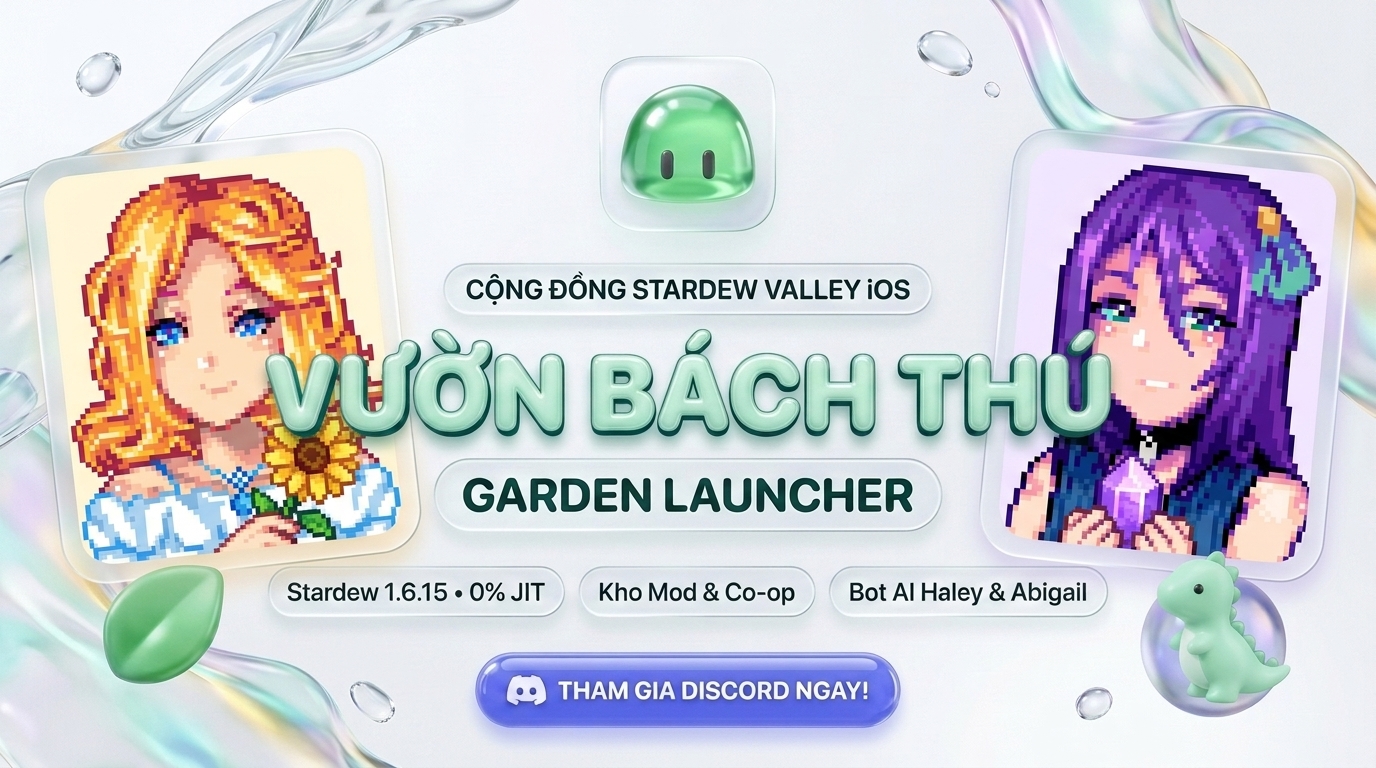 CỘNG ĐỒNG STARDEW VALLEY iOS
VƯỜN BÁCH THÚ
GARDEN LAUNCHER
Stardew 1.6.15 • 0% JIT
Kho Mod & Co-op
Bot AI Haley & Abigail
THAM GIA DISCORD NGAY!